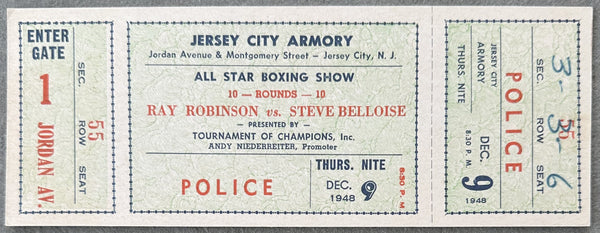 ENTER
GATE
1
JORDAN AV.
SEC.
55
ROW
SEAT
JERSEY CITY ARMORY
Jordan Avenue & Montgomery Street – Jersey City, N. J.
ALL STAR BOXING SHOW
10 – ROUNDS – 10
RAY ROBINSON vs. STEVE BELLOISE
– PRESENTED BY –
TOURNAMENT OF CHAMPIONS, Inc.
ANDY NIEDERREITER, Promoter
POLICE
THURS. NITE
DEC. 9
1948
8:30 P. M.
JERSEY CITY
ARMORY
THURS. NITE
DEC.
9
1948
8:30 P. M.
POLICE
SEC.
55
ROW
SEAT
3-3-6